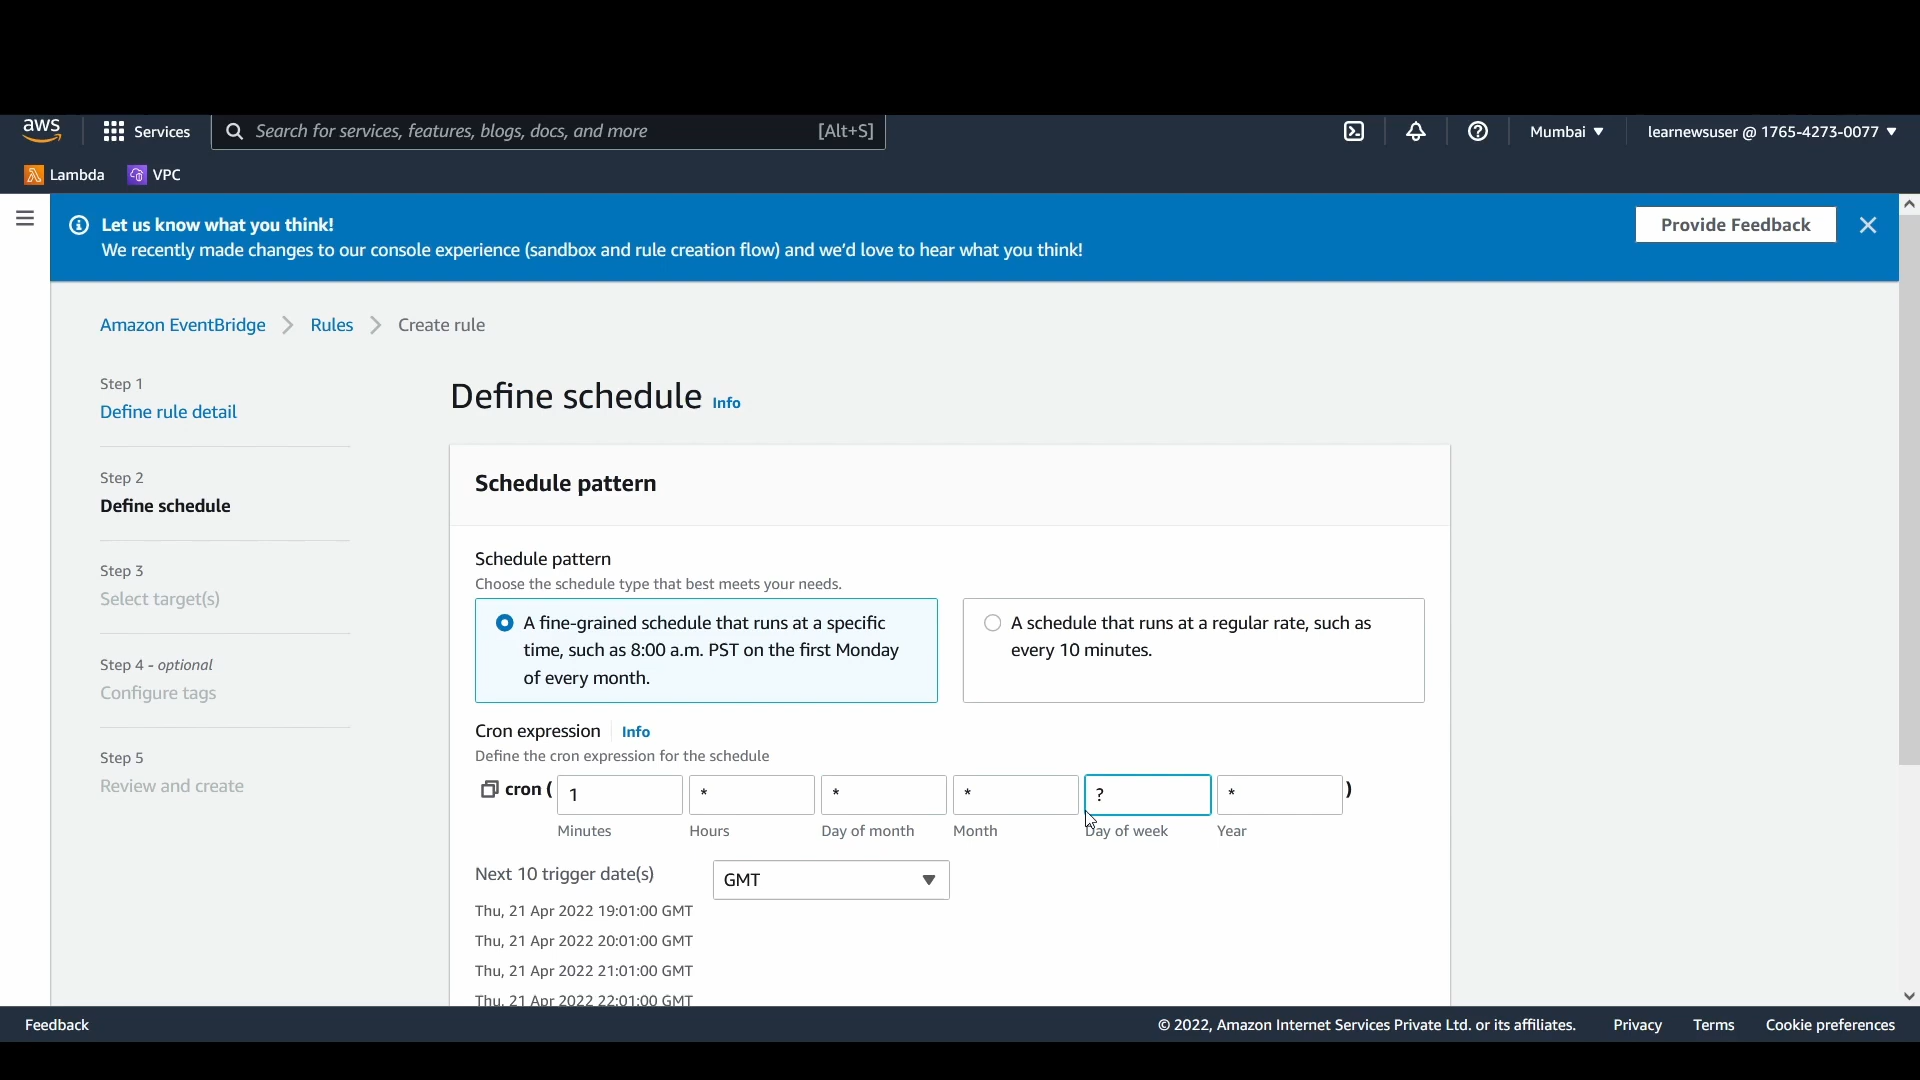 aws
Services
Search for services, features, blogs, docs, and more
[Alt+S]
Mumbai
learnewsuser @ 1765-4273-0077
Lambda
VPC
Let us know what you think!
We recently made changes to our console experience (sandbox and rule creation flow) and we'd love to hear what you think!
Provide Feedback
Amazon EventBridge
Rules
Create rule
Step 1
Define rule detail
Step 2
Define schedule
Step 3
Select target(s)
Step 4 - optional
Configure tags
Step 5
Review and create
Define schedule Info
Schedule pattern
Schedule pattern
Choose the schedule type that best meets your needs.
A fine-grained schedule that runs at a specific
time, such as 8:00 a.m. PST on the first Monday
of every month.
A schedule that runs at a regular rate, such as
every 10 minutes.
Cron expression Info
Define the cron expression for the schedule
cron ( 1 * * * ? * )
Minutes Hours Day of month Month Day of week Year
Next 10 trigger date(s)
GMT
Thu, 21 Apr 2022 19:01:00 GMT
Thu, 21 Apr 2022 20:01:00 GMT
Thu, 21 Apr 2022 21:01:00 GMT
Thu, 21 Apr 2022 22:01:00 GMT
Feedback
© 2022, Amazon Internet Services Private Ltd. or its affiliates.
Privacy
Terms
Cookie preferences